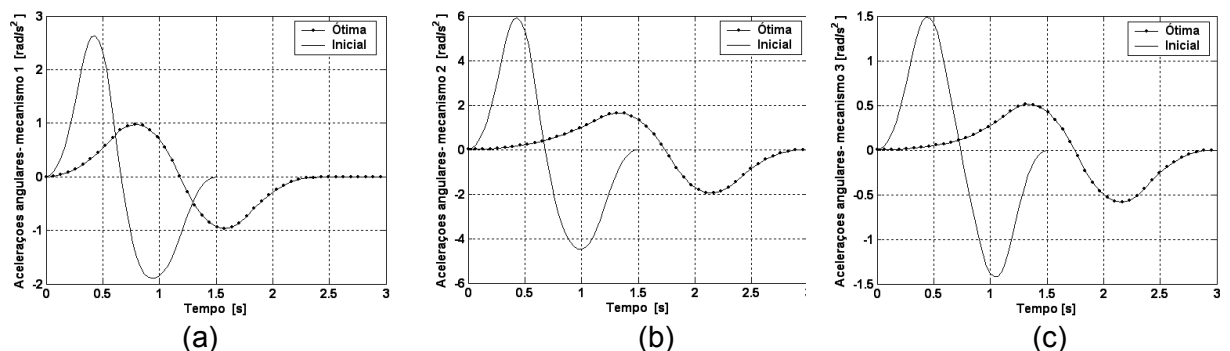 Acelerações angulares- mecanismo 1 [rad/s²]
3
2
1
0
-1
-2
0 0.5 1 1.5 2 2.5 3
Tempo [s]
Ótima
Inicial
(a)
Acelerações angulares- mecanismo 2 [rad/s²]
6
4
2
0
-2
-4
-6
0 0.5 1 1.5 2 2.5 3
Tempo [s]
Ótima
Inicial
(b)
Acelerações angulares- mecanismo 3 [rad/s²]
1.5
1
0.5
0
-0.5
-1
-1.5
0 0.5 1 1.5 2 2.5 3
Tempo [s]
Ótima
Inicial
(c)